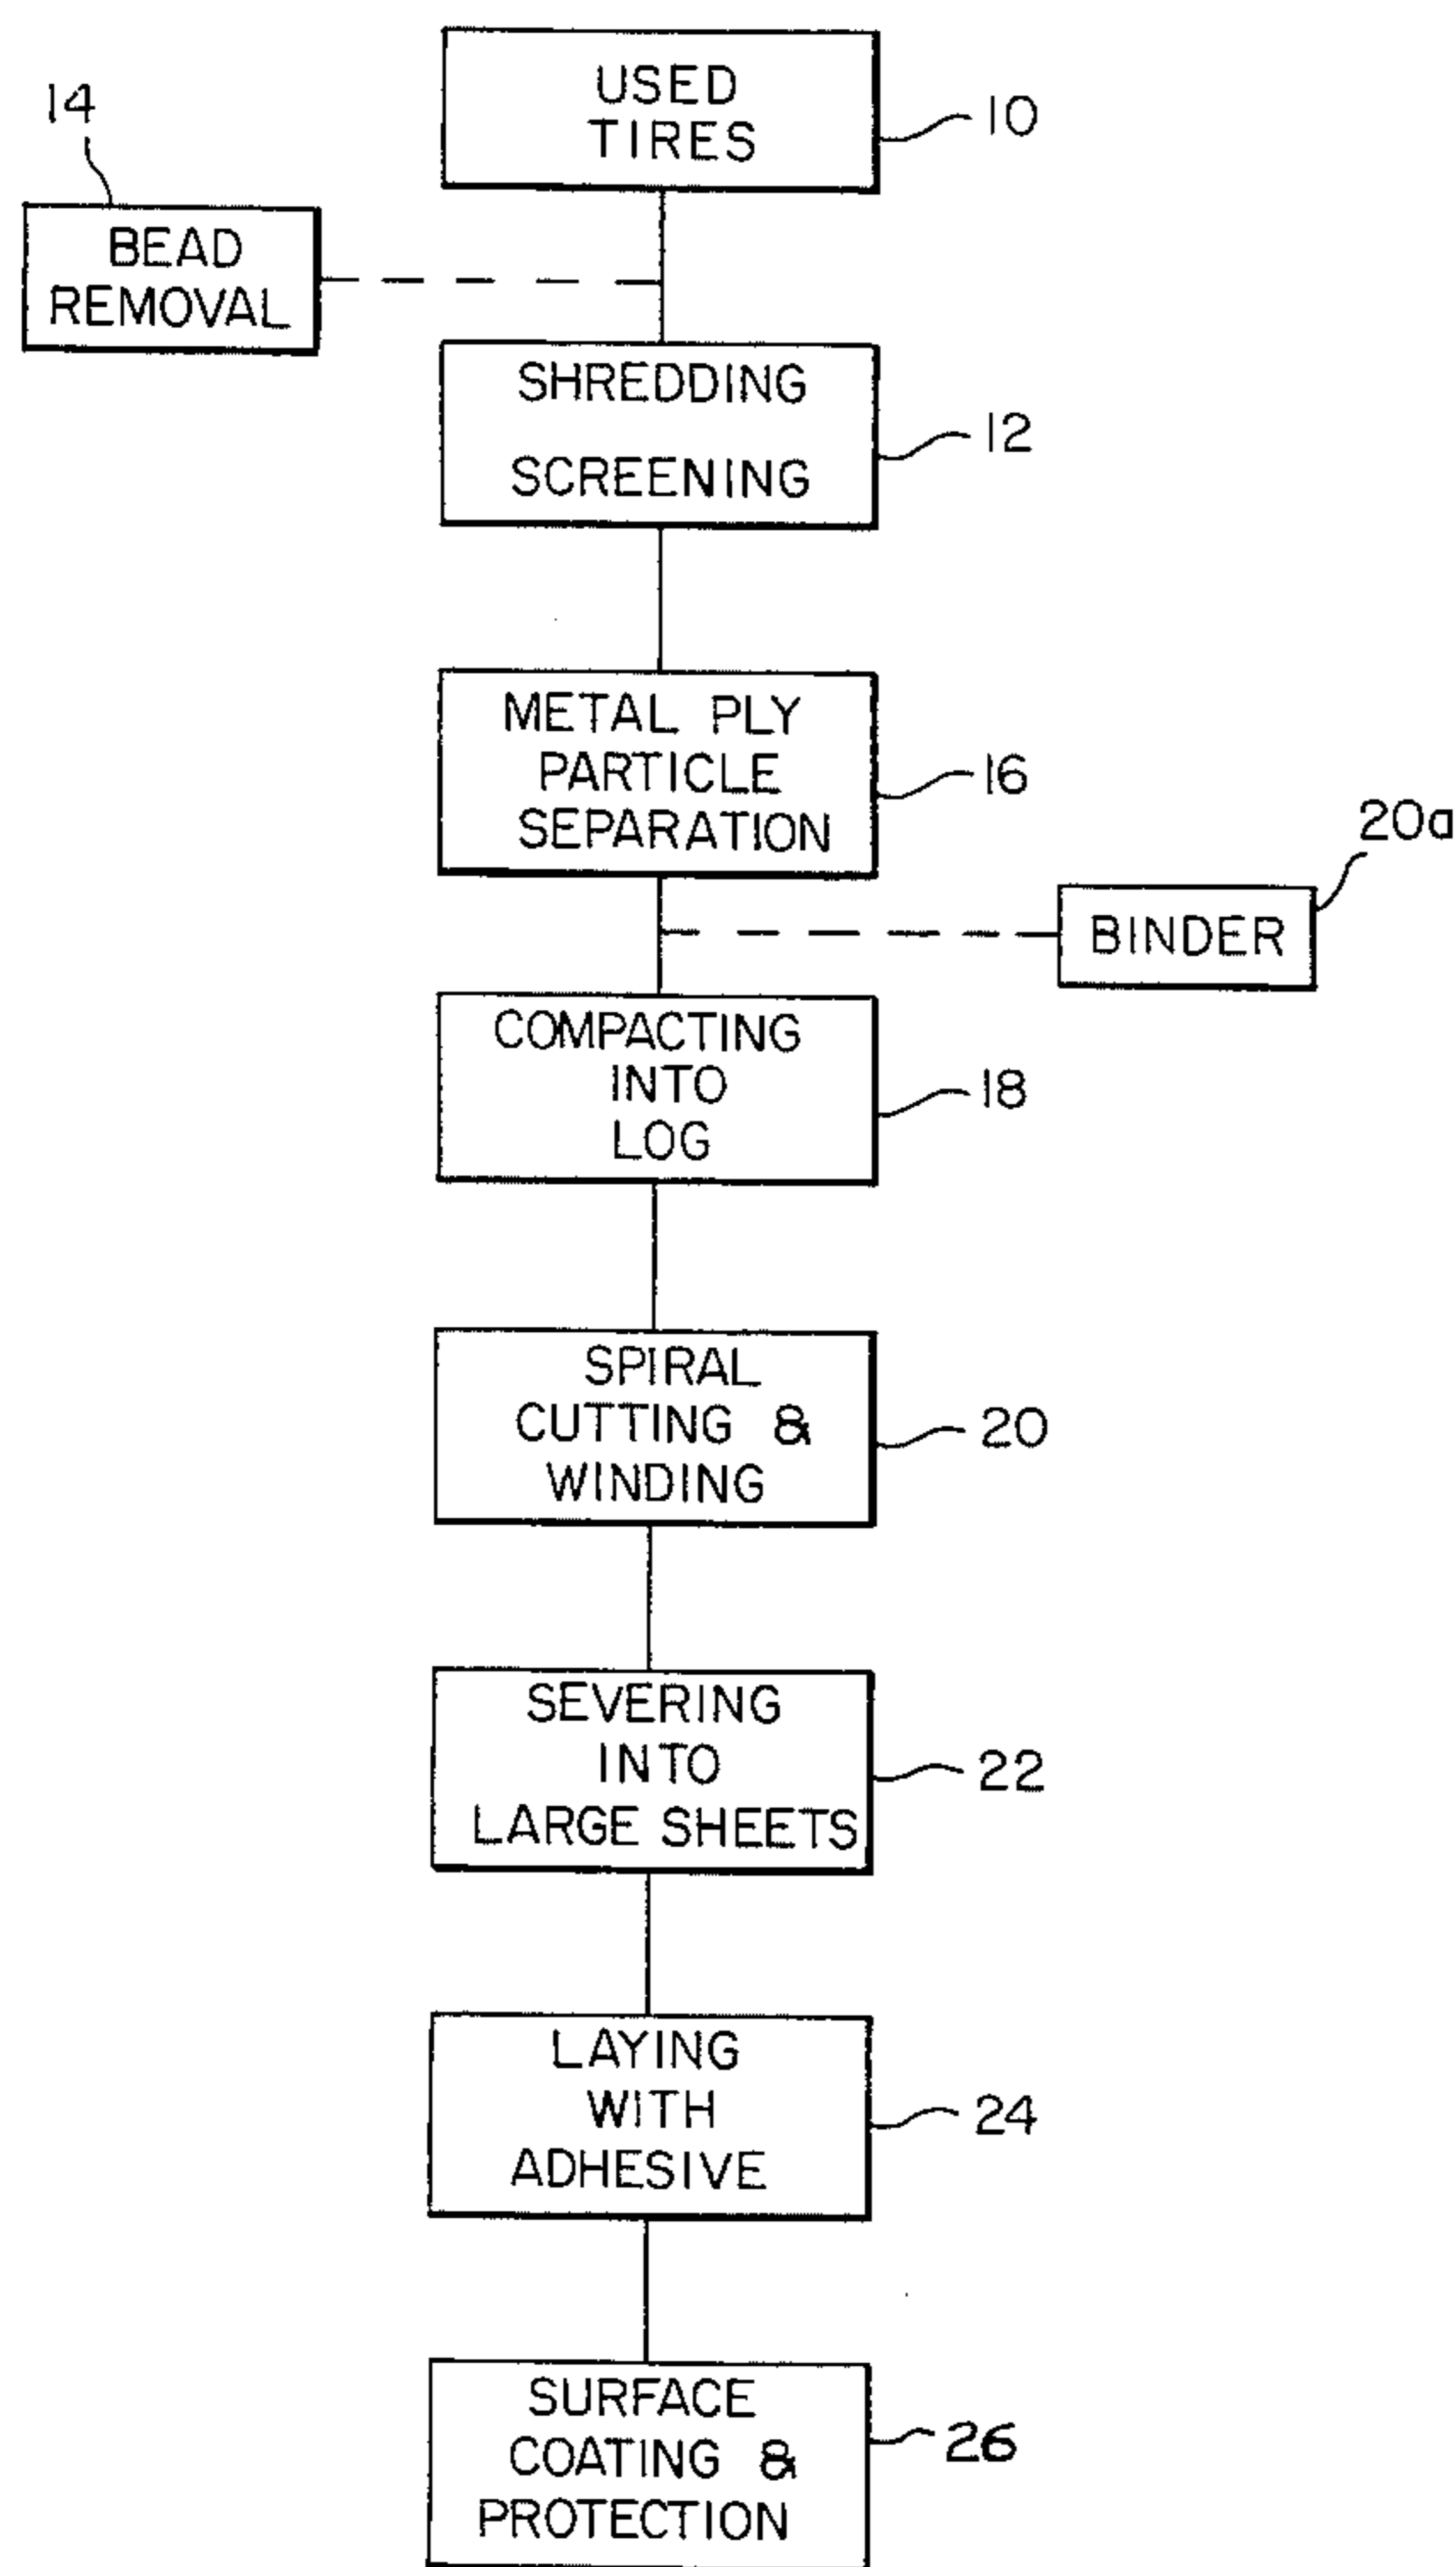 USED
TIRES
10
14
BEAD
REMOVAL
SHREDDING
SCREENING
12
METAL PLY
PARTICLE
SEPARATION
16
20a
BINDER
COMPACTING
INTO
LOG
18
SPIRAL
CUTTING &
WINDING
20
SEVERING
INTO
LARGE SHEETS
22
LAYING
WITH
ADHESIVE
24
SURFACE
COATING &
PROTECTION
26